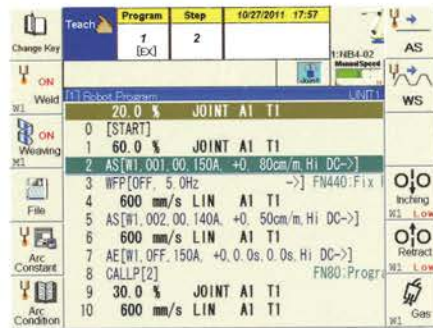 Change Key
ON
Weld
W1
ON
Weaving
W1
File
Arc
Constant
Arc
Condition
Teach
Program
1
[EX]
Step
2
10/27/2011 17:57
1:NB4-02
Manual Speed
[1] Robot Program UNIT1
20.0 % JOINT A1 T1
0 [START]
1 60.0 % JOINT A1 T1
2 AS[W1,001,00,150A, +0, 80cm/m,Hi DC->]
3 WFP[OFF, 5.0Hz ->] FN440:Fix
4 600 mm/s LIN A1 T1
5 AS[W1,002,00,140A, +0, 50cm/m,Hi DC->]
6 600 mm/s LIN A1 T1
7 AE[W1,OFF,150A, +0,0.0s,0.0s,Hi DC->]
8 CALLP[2] FN80:Progr
9 30.0 % JOINT A1 T1
10 600 mm/s LIN A1 T1
AS
WS
Inching
W1 Low
Retract
W1 Low
Gas
W1